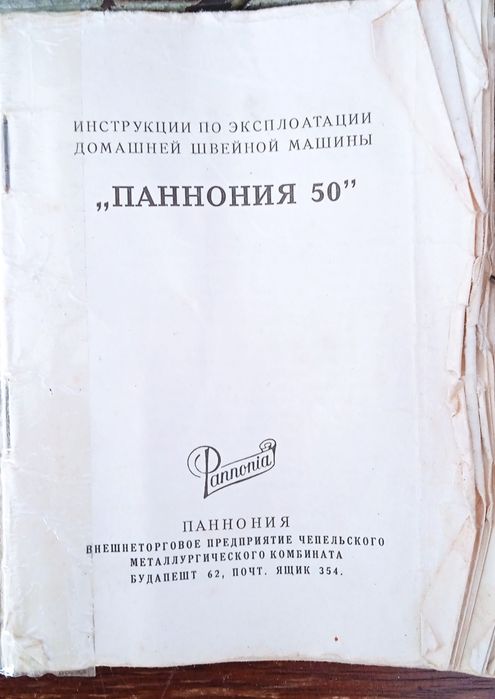 ИНСТРУКЦИИ ПО ЭКСПЛОАТАЦИИ
ДОМАШНЕЙ ШВЕЙНОЙ МАШИНЫ
„ПАННОНИЯ 50”
Pannonia
ПАННОНИЯ
ВНЕШНЕТОРГОВОЕ ПРЕДПРИЯТИЕ ЧЕПЕЛЬСКОГО
МЕТАЛЛУРГИЧЕСКОГО КОМБИНАТА
БУДАПЕШТ 62, ПОЧТ. ЯЩИК 354.